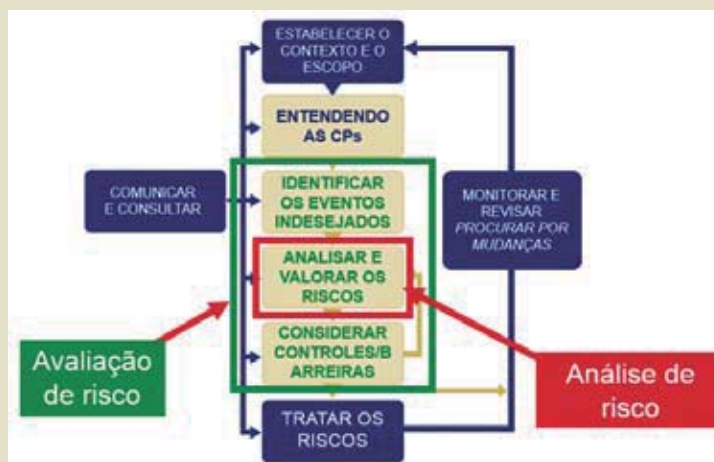 ESTABELECER O
CONTEXTO E O
ESCOPO
ENTENDENDO
AS CPs
COMUNICAR
E CONSULTAR
IDENTIFICAR
OS EVENTOS
INDESEJADOS
MONITORAR E
REVISAR
PROCURAR POR
MUDANÇAS
ANALISAR E
VALORAR OS
RISCOS
CONSIDERAR
CONTROLES/B
ARREIRAS
Avaliação
de risco
Análise de
risco
TRATAR OS
RISCOS